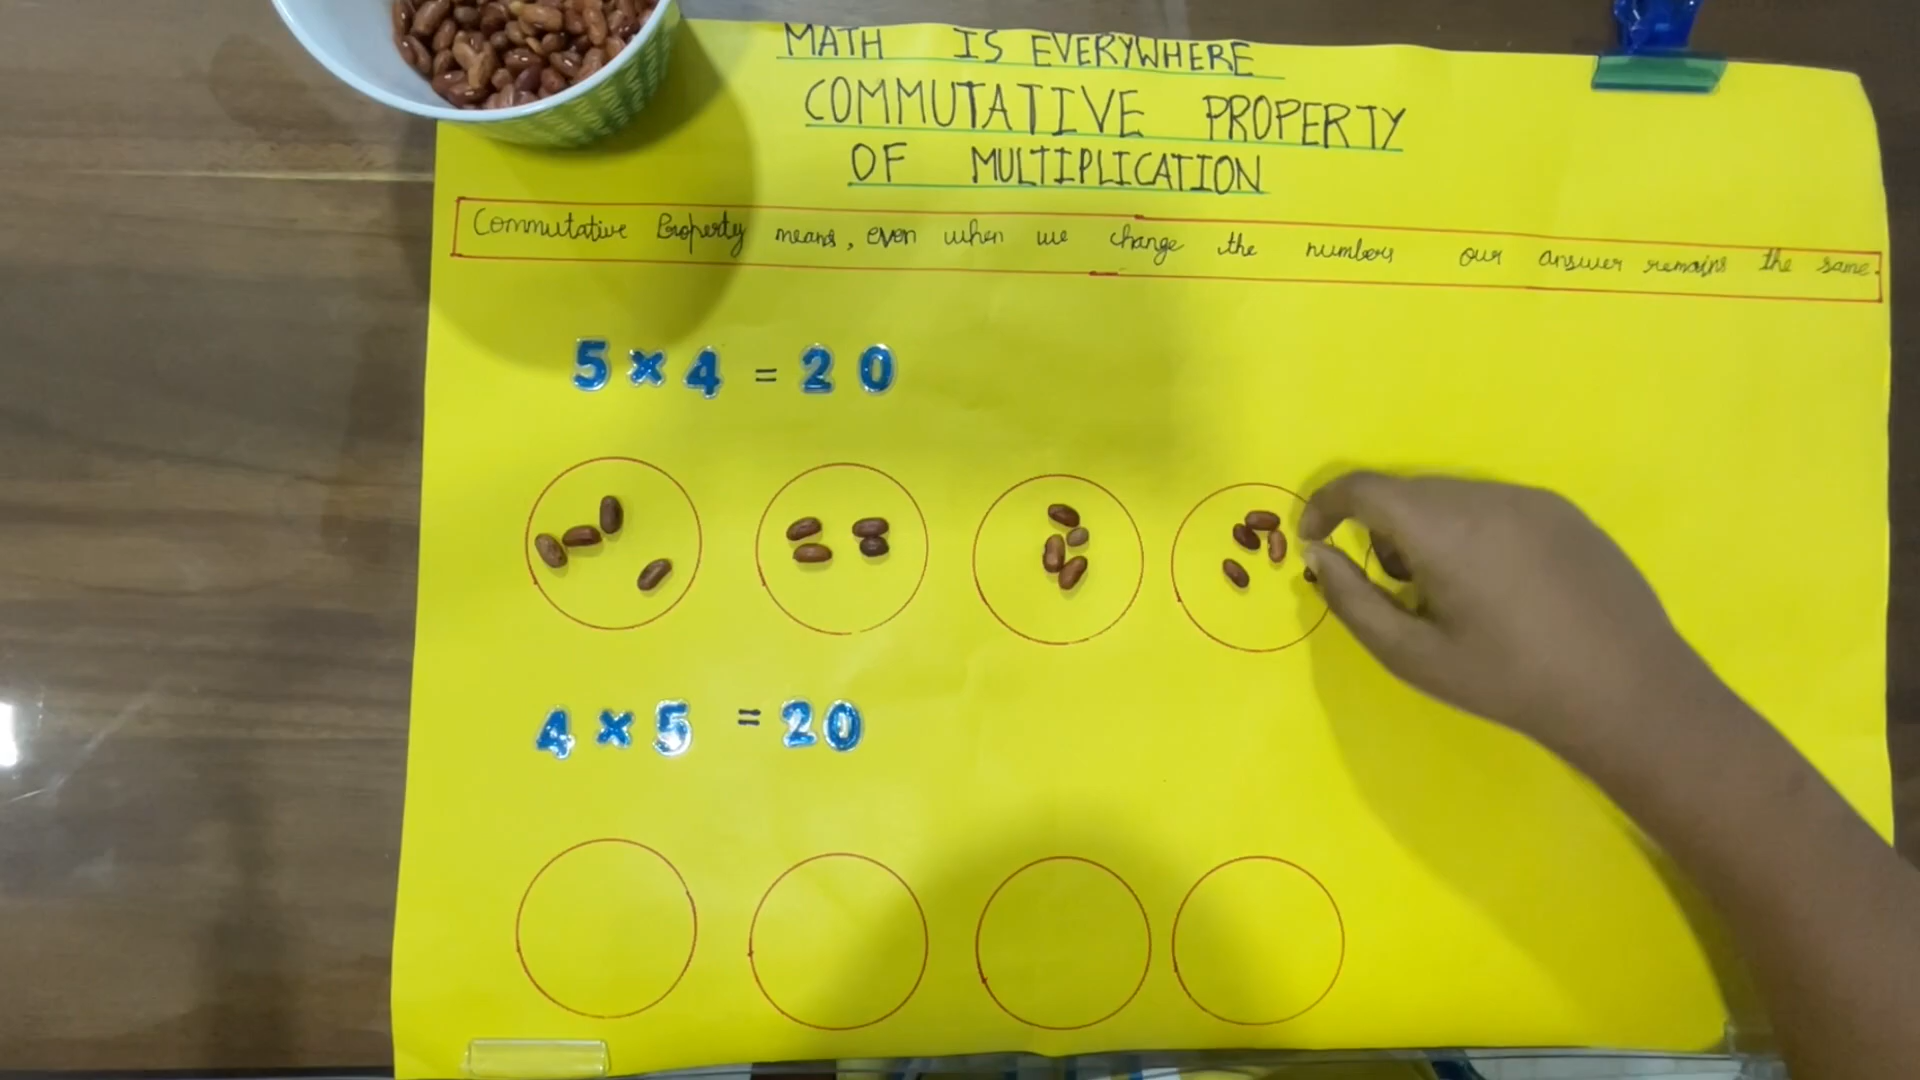 MATH IS EVERYWHERE
COMMUTATIVE PROPERTY
OF MULTIPLICATION
Commutative Property means, even when we change the numbers our answer remains the same.
5 × 4 = 20
4 × 5 = 20